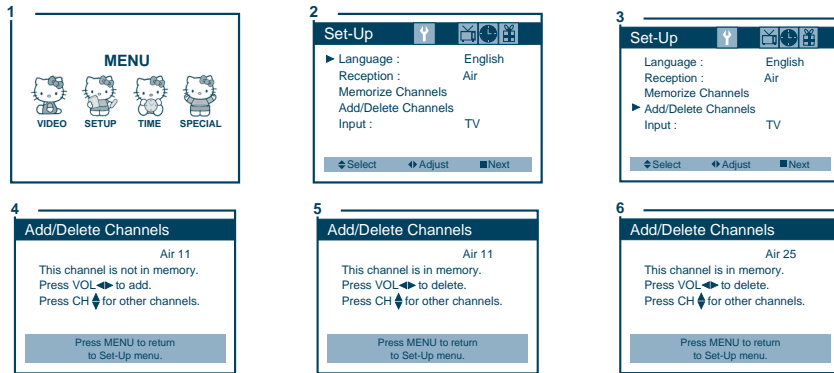 1
MENU
VIDEO SETUP TIME SPECIAL
2
Set-Up
Language : English
Reception : Air
Memorize Channels
Add/Delete Channels
Input : TV
Select Adjust Next
3
Set-Up
Language : English
Reception : Air
Memorize Channels
Add/Delete Channels
Input : TV
Select Adjust Next
4
Add/Delete Channels
Air 11
This channel is not in memory.
Press VOL◄► to add.
Press CH▲▼for other channels.
Press MENU to return
to Set-Up menu.
5
Add/Delete Channels
Air 11
This channel is in memory.
Press VOL◄► to delete.
Press CH▲▼for other channels.
Press MENU to return
to Set-Up menu.
6
Add/Delete Channels
Air 25
This channel is in memory.
Press VOL◄► to delete.
Press CH▲▼for other channels.
Press MENU to return
to Set-Up menu.